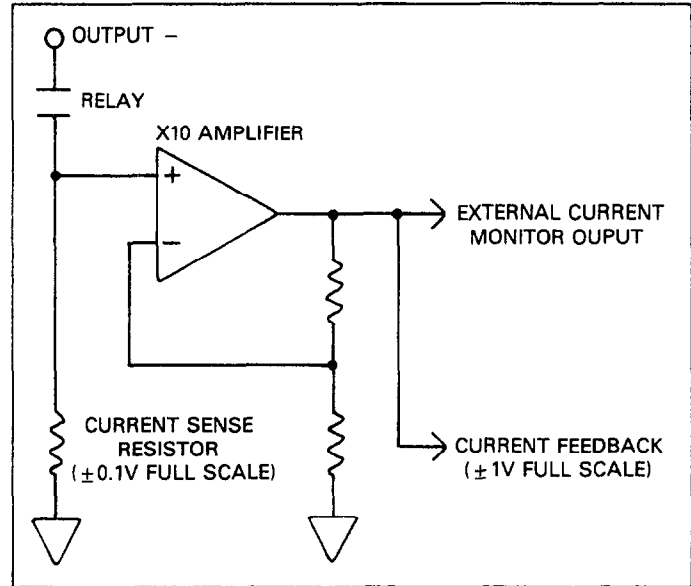 OUTPUT –
RELAY
X10 AMPLIFIER
+
–
EXTERNAL CURRENT
MONITOR OUPUT
CURRENT SENSE
RESISTOR
(±0.1V FULL SCALE)
CURRENT FEEDBACK
(±1V FULL SCALE)